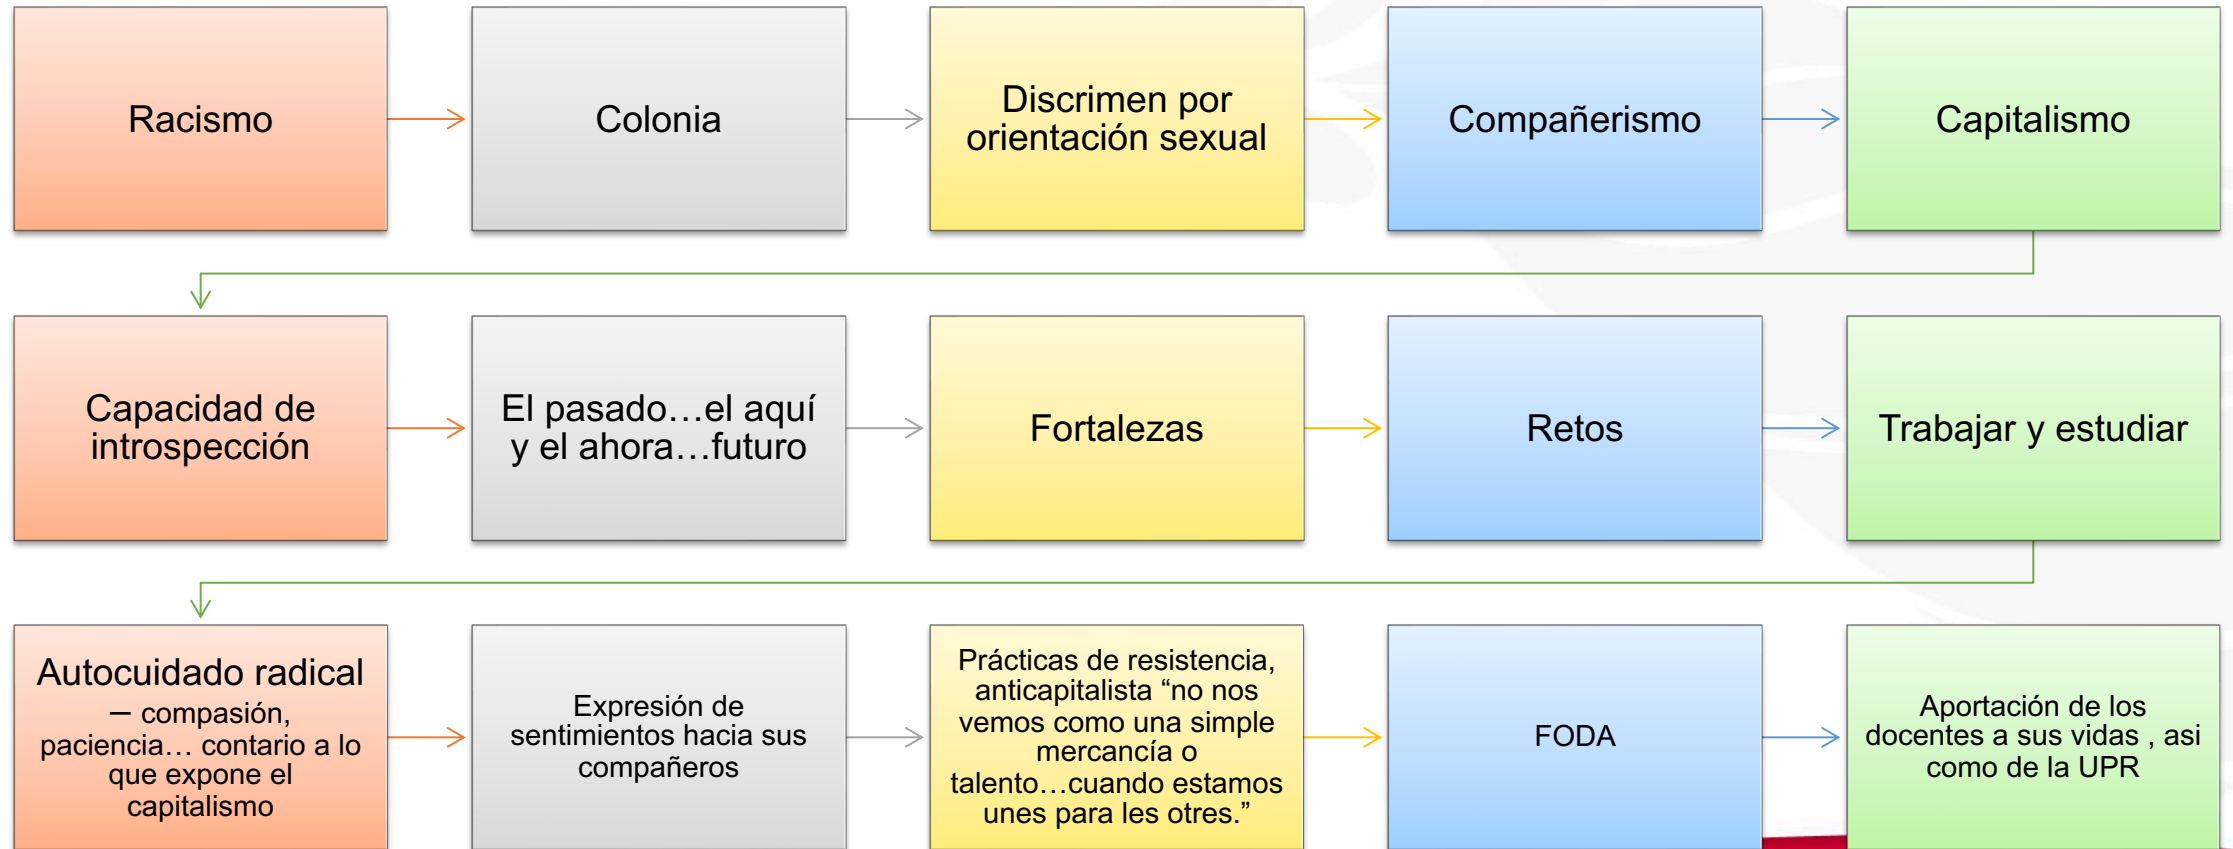 Racismo
Colonia
Discrimen por
orientación sexual
Compañerismo
Capitalismo
Capacidad de
introspección
El pasado…el aquí
y el ahora…futuro
Fortalezas
Retos
Trabajar y estudiar
Autocuidado radical
– compasión,
paciencia… contario a lo
que expone el
capitalismo
Expresión de
sentimientos hacia sus
compañeros
Prácticas de resistencia,
anticapitalista “no nos
vemos como una simple
mercancía o
talento…cuando estamos
unes para les otres.”
FODA
Aportación de los
docentes a sus vidas , asi
como de la UPR